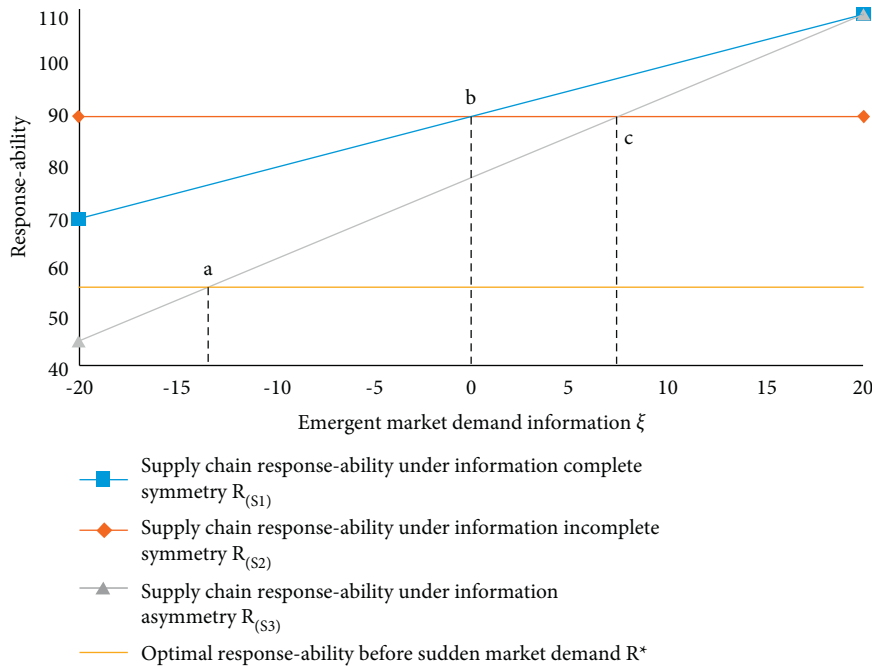 110
100
90
80
70
60
50
40
Response-ability
a
b
c
-20
-15
-10
-5
0
5
10
15
20
Emergent market demand information ξ
Supply chain response-ability under information complete
symmetry R(S1)
Supply chain response-ability under information incomplete
symmetry R(S2)
Supply chain response-ability under information
asymmetry R(S3)
Optimal response-ability before sudden market demand R*